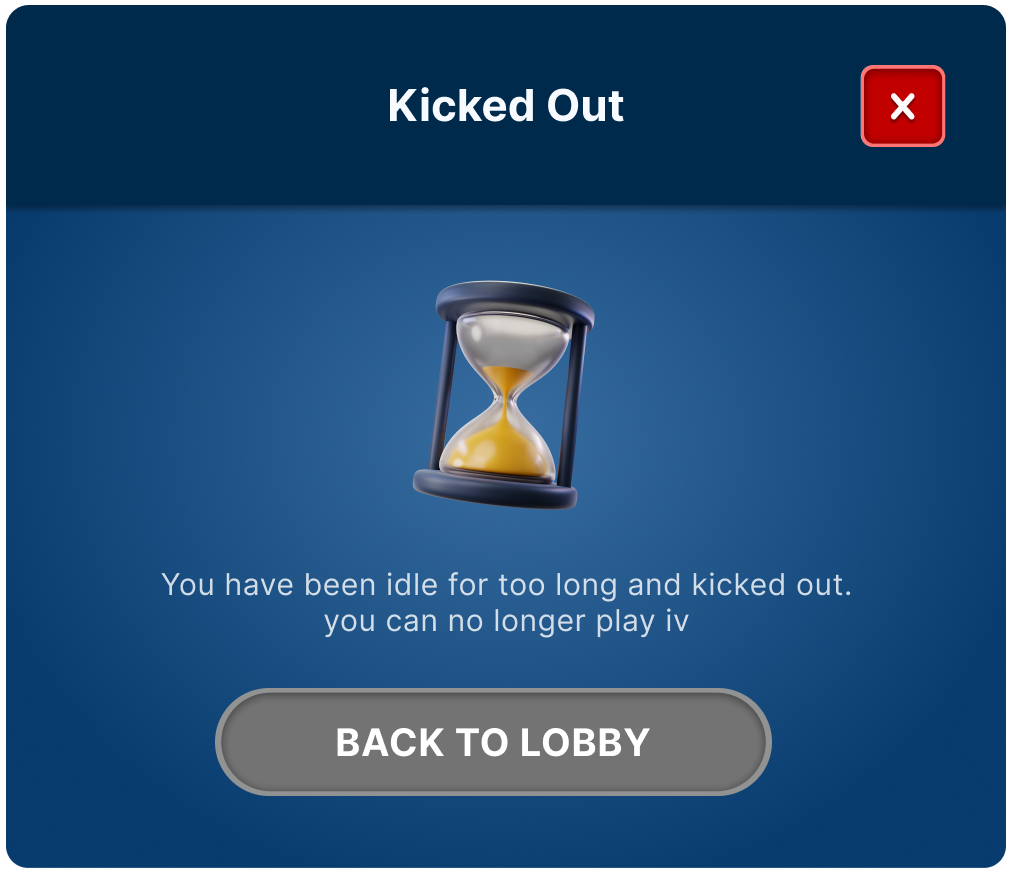 Kicked Out
You have been idle for too long and kicked out.
you can no longer play iv
BACK TO LOBBY